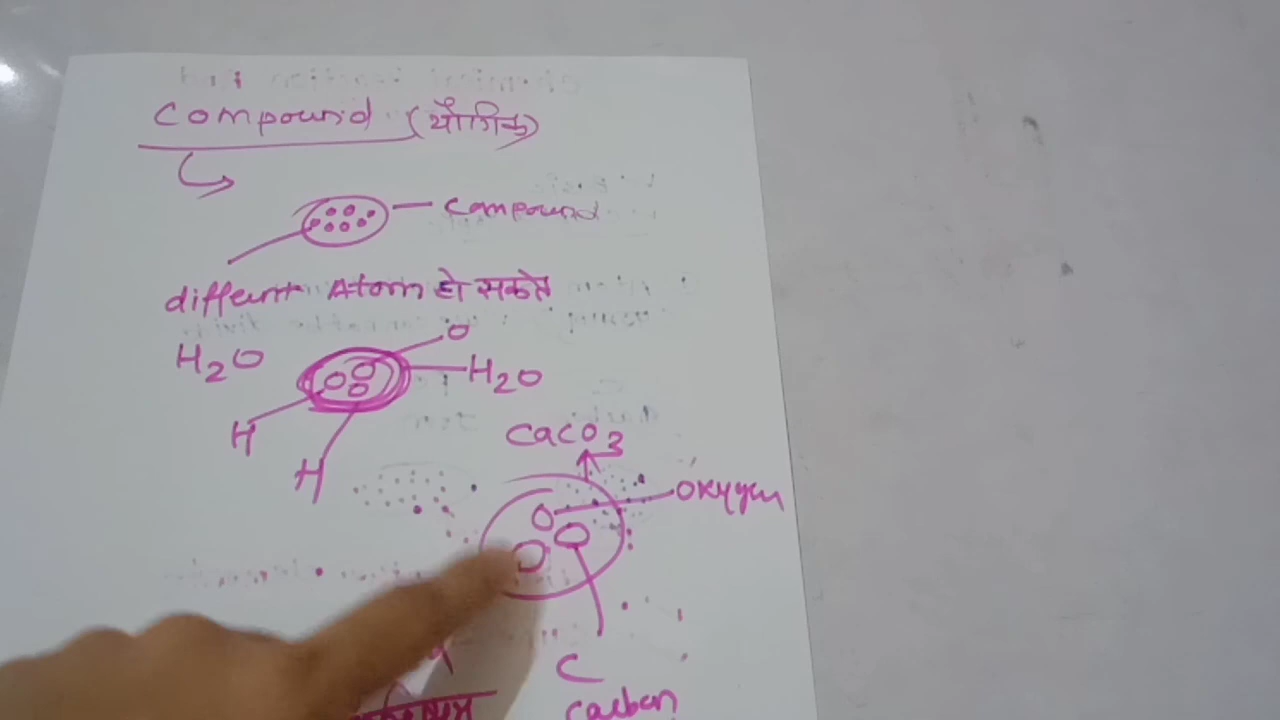 Compound (यौगिक)
Compound
different Atom हो सकते
O
H2O
H2O
H
H
CaCO3
Oxygen
C
Carbon